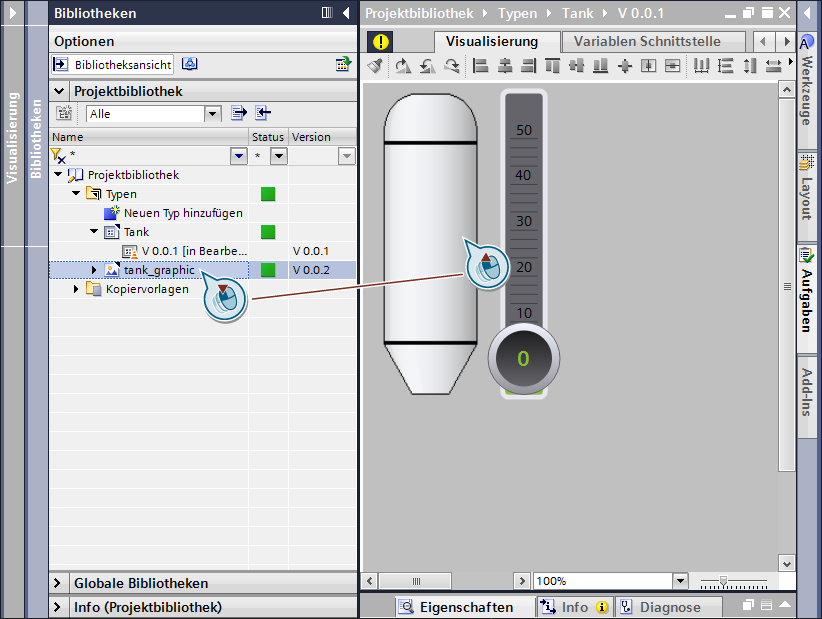 Visualisierung
Bibliotheken
Bibliotheken
Optionen
Bibliotheksansicht
Projektbibliothek
Alle
Name Status Version
* *
Projektbibliothek
Typen
Neuen Typ hinzufügen
Tank
V 0.0.1 [in Bearbe... V 0.0.1
tank_graphic V 0.0.2
Kopiervorlagen
Globale Bibliotheken
Info (Projektbibliothek)
Projektbibliothek Typen Tank V 0.0.1
Visualisierung Variablen Schnittstelle
50
40
30
20
10
0
100%
Eigenschaften Info Diagnose
Werkzeuge
Layout
Aufgaben
Add-Ins